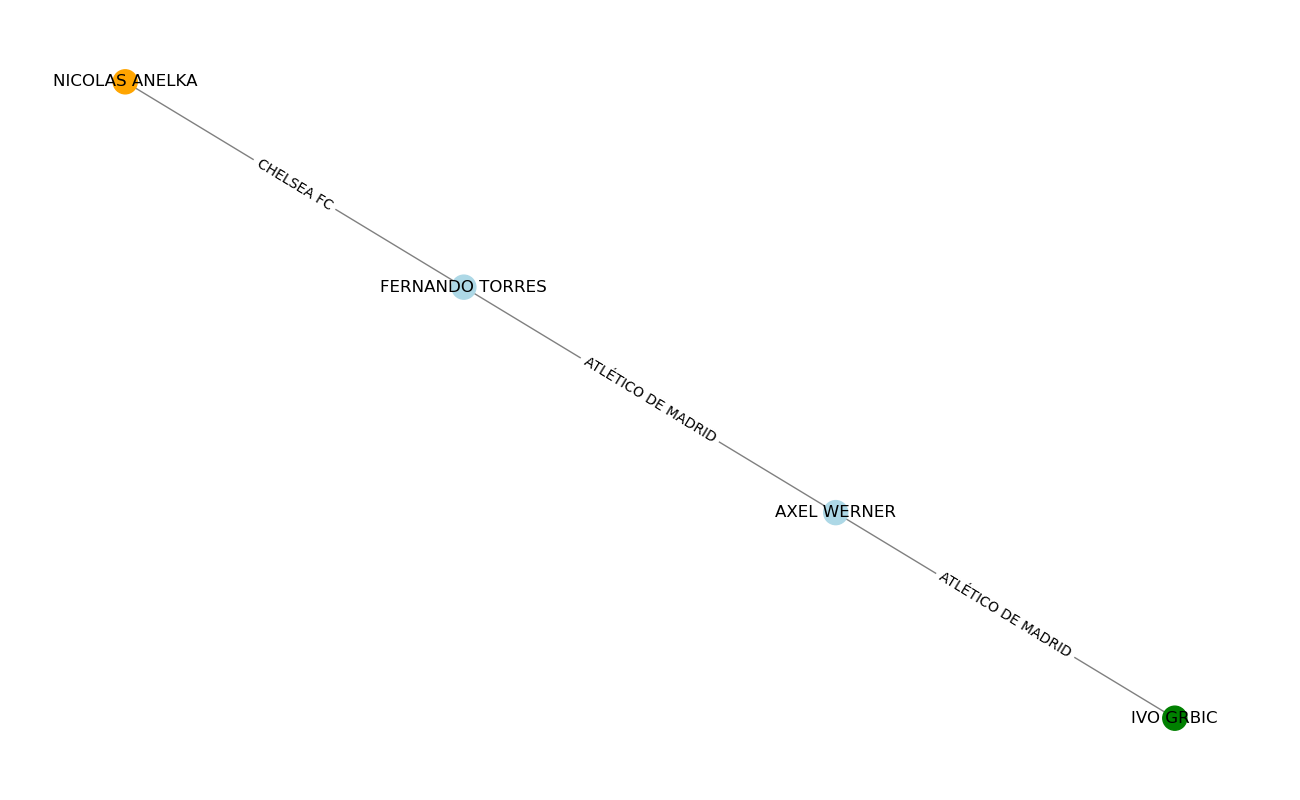 NICOLAS ANELKA
CHELSEA FC
FERNANDO TORRES
ATLÉTICO DE MADRID
AXEL WERNER
ATLÉTICO DE MADRID
IVO GRBIC